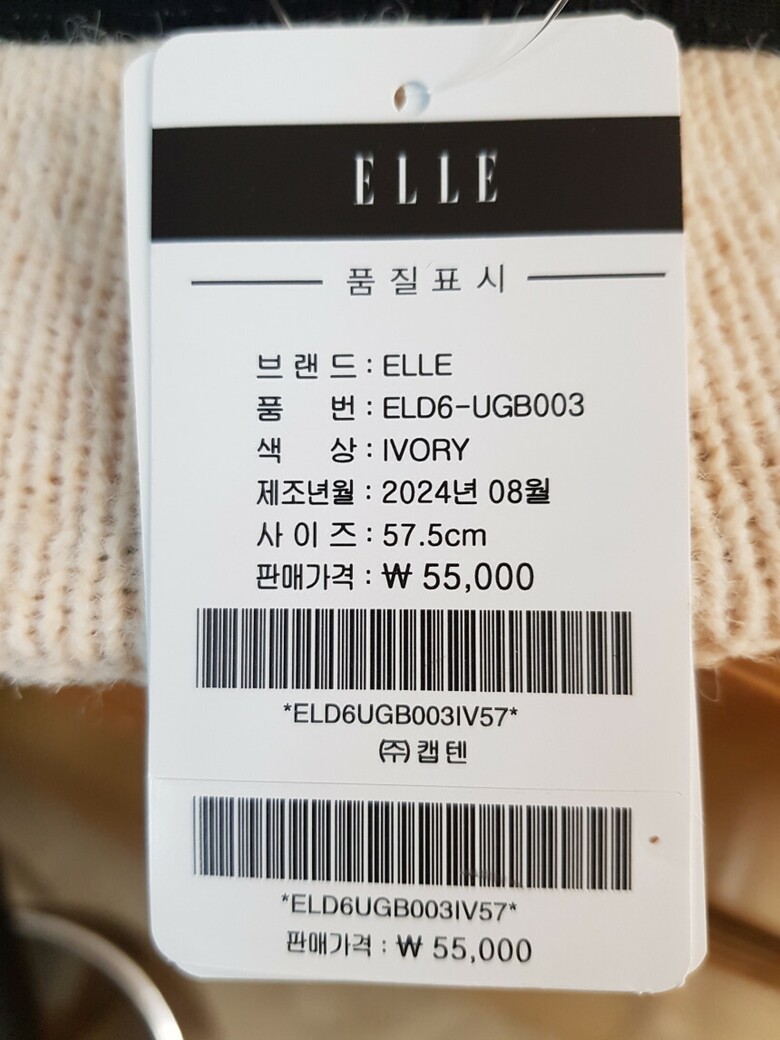 ELLE
품질표시
브랜드 : ELLE
품 번 : ELD6-UGB003
색 상 : IVORY
제조년월 : 2024년 08월
사이즈 : 57.5cm
판매가격 : ₩ 55,000
*ELD6UGB003IV57*
㈜캡텐
*ELD6UGB003IV57*
판매가격 : ₩ 55,000